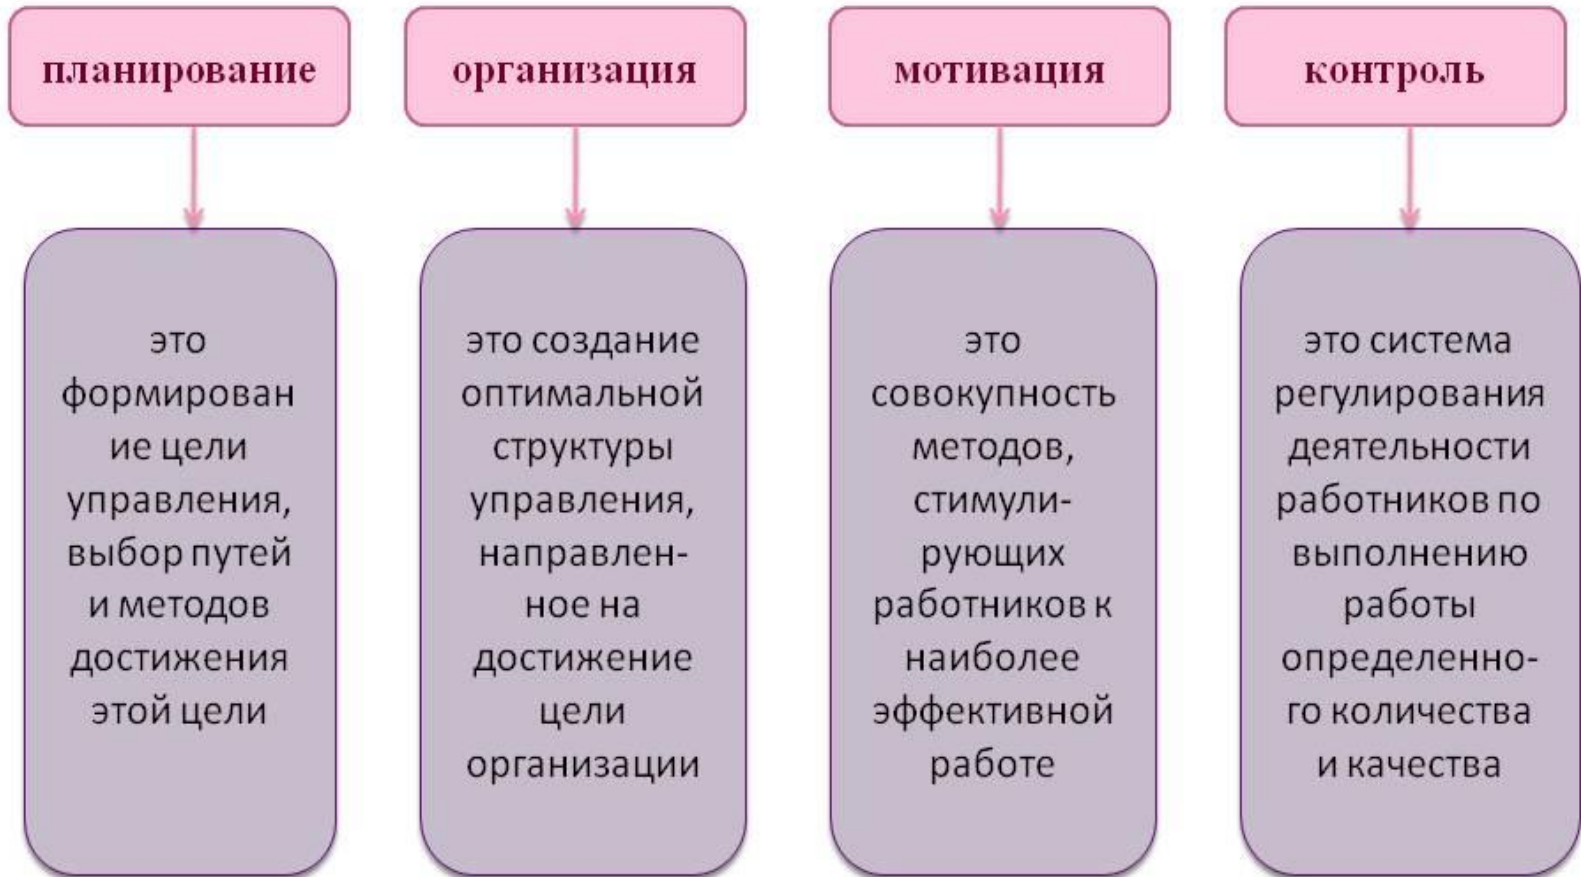 планирование
организация
мотивация
контроль
это
формирован
ие цели
управления,
выбор путей
и методов
достижения
этой цели
это создание
оптимальной
структуры
управления,
направлен-
ное на
достижение
цели
организации
это
совокупность
методов,
стимули-
рующих
работников к
наиболее
эффективной
работе
это система
регулирования
деятельности
работников по
выполнению
работы
определенно-
го количества
и качества